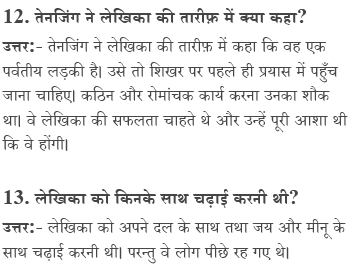 12. तेनजिंग ने लेखिका की तारीफ़ में क्या कहा?
उत्तर:- तेनजिंग ने लेखिका की तारीफ़ में कहा कि वह एक
पर्वतीय लड़की है। उसे तो शिखर पर पहले ही प्रयास में पहुँच
जाना चाहिए। कठिन और रोमांचक कार्य करना उनका शौक
था। वे लेखिका की सफलता चाहते थे और उन्हें पूरी आशा थी
कि वे होंगी।
13. लेखिका को किनके साथ चढ़ाई करनी थी?
उत्तर:- लेखिका को अपने दल के साथ तथा जय और मीनू के
साथ चढ़ाई करनी थी। परन्तु वे लोग पीछे रह गए थे।